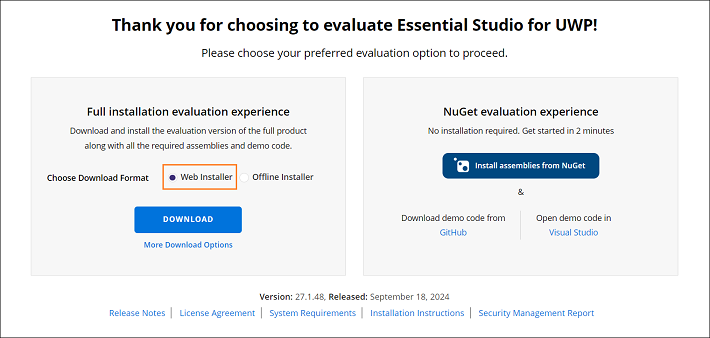 Thank you for choosing to evaluate Essential Studio for UWP!
Please choose your preferred evaluation option to proceed.
Full installation evaluation experience
Download and install the evaluation version of the full product
along with all the required assemblies and demo code.
Choose Download Format
Web Installer
Offline Installer
DOWNLOAD
More Download Options
NuGet evaluation experience
No installation required. Get started in 2 minutes
Install assemblies from NuGet
&
Download demo code from
GitHub
Open demo code in
Visual Studio
Version: 27.1.48, Released: September 18, 2024
Release Notes | License Agreement | System Requirements | Installation Instructions | Security Management Report